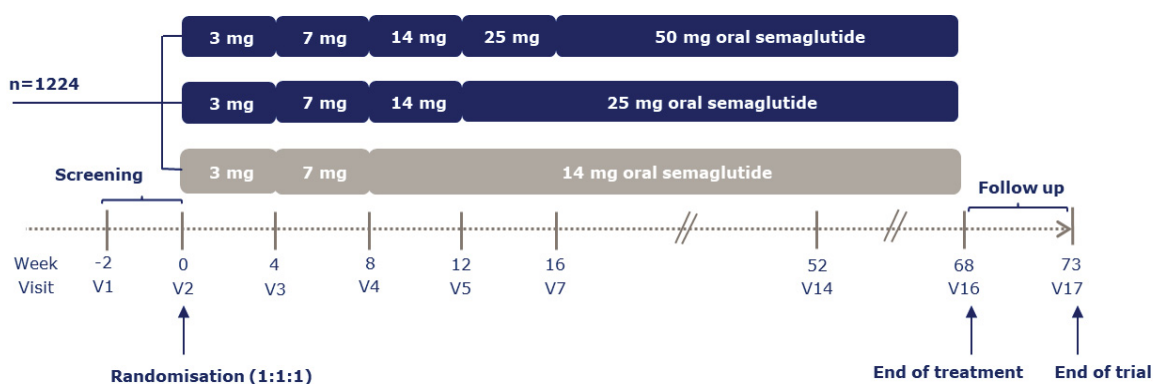 3 mg 7 mg 14 mg 25 mg 50 mg oral semaglutide
n=1224
3 mg 7 mg 14 mg 25 mg oral semaglutide
3 mg 7 mg 14 mg oral semaglutide
Screening
Follow up
Week -2 0 4 8 12 16 52 68 73
Visit V1 V2 V3 V4 V5 V7 V14 V16 V17
Randomisation (1:1:1)
End of treatment
End of trial